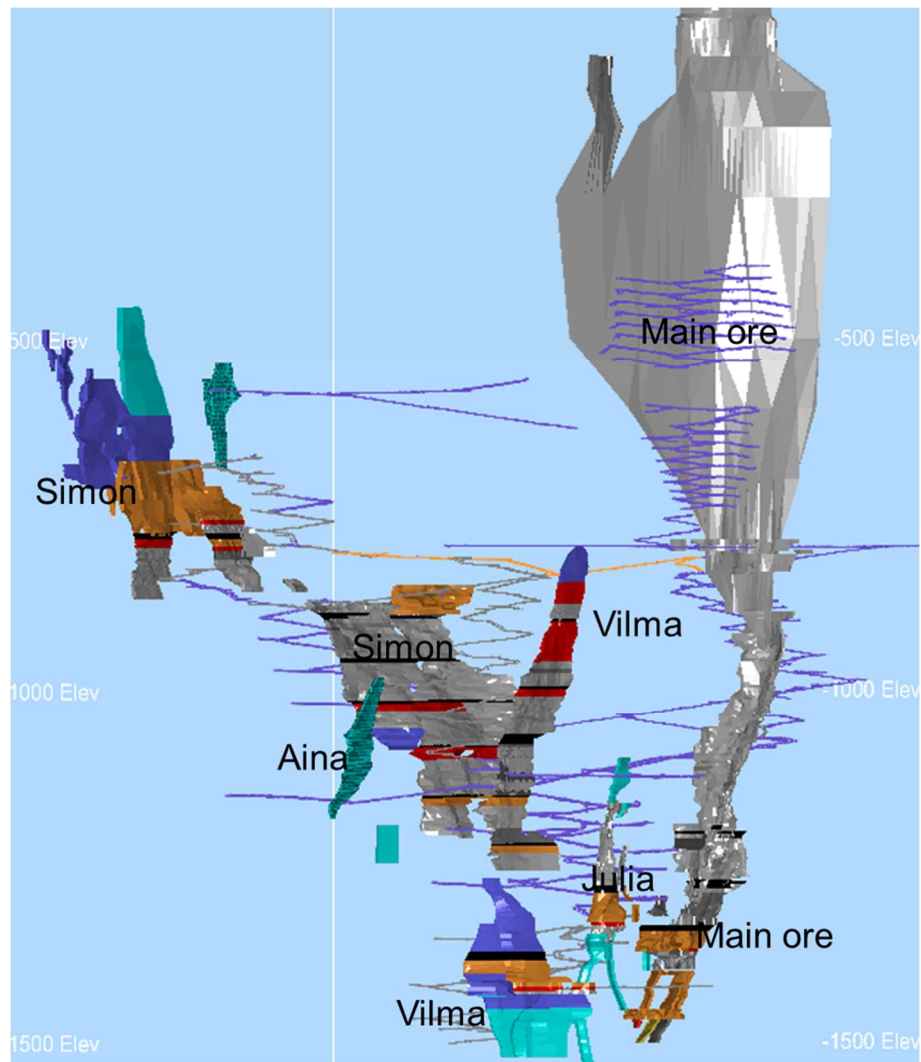 Main ore
500 Elev
-500 Elev
Simon
Vilma
Simon
1000 Elev
-1000 Elev
Aina
Julia
Main ore
Vilma
1500 Elev
-1500 Elev